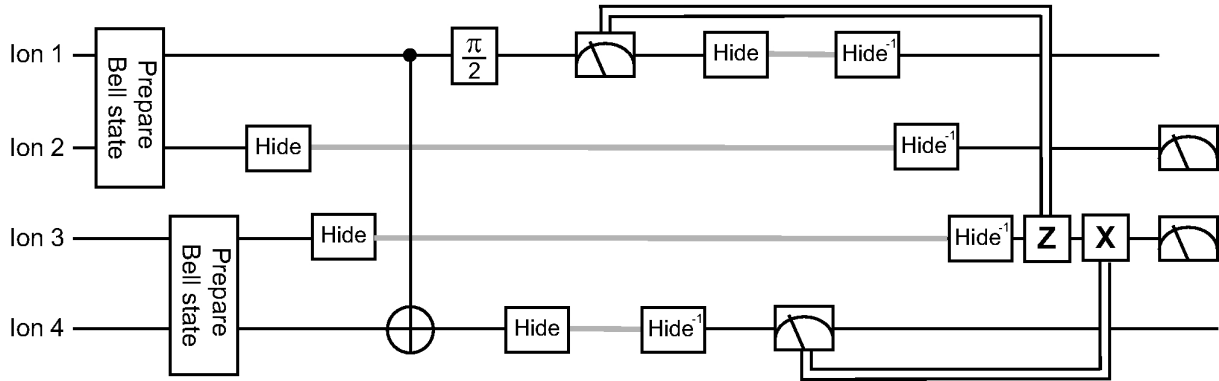 Ion 1
Prepare
Bell state
π/2
Hide
Hide⁻¹
Ion 2
Hide
Hide⁻¹
Ion 3
Prepare
Bell state
Hide
Hide⁻¹
Z
X
Ion 4
Hide
Hide⁻¹